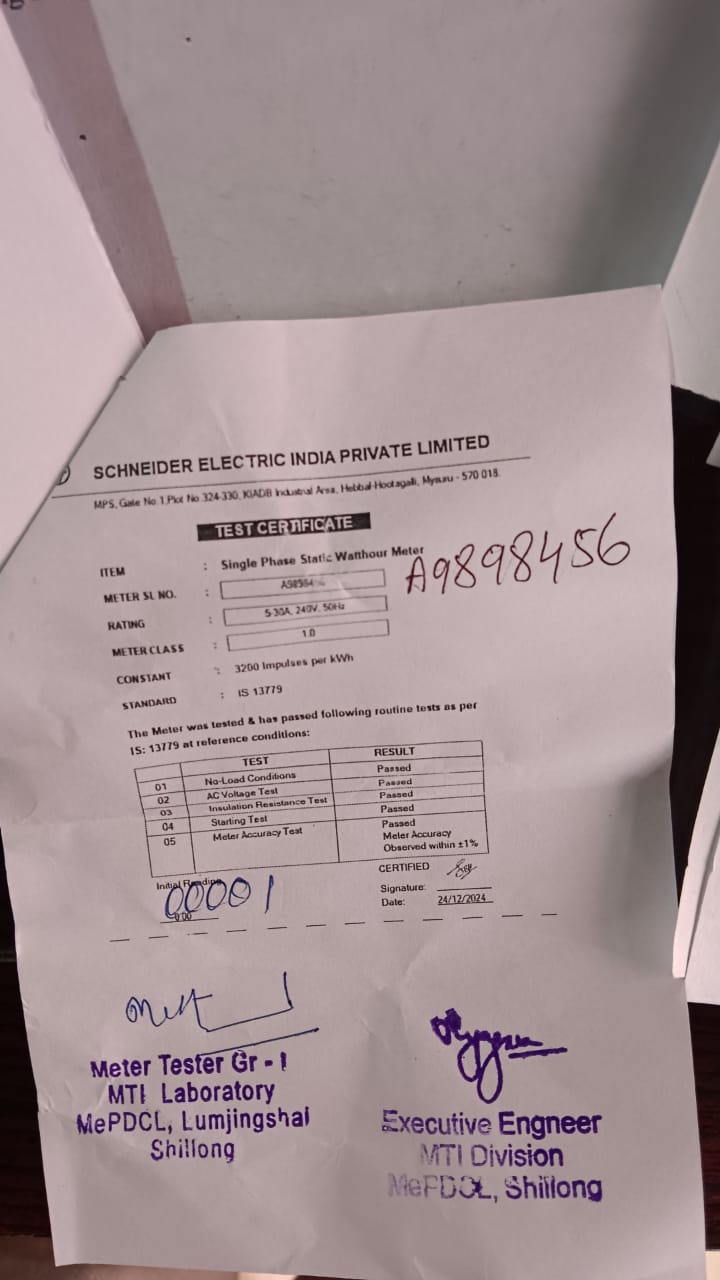 SCHNEIDER ELECTRIC INDIA PRIVATE LIMITED
MPS, Gate No 1,Plot No 324-330, KIADB Industrial Area, Hebbal-Hootagalli, Mysuru - 570 018.
TEST CERTIFICATE
ITEM : Single Phase Static Watthour Meter
A9898456
METER SL NO. :
RATING : 5-30A, 240V, 50Hz
METER CLASS : 1.0
CONSTANT : 3200 Impulses per kWh
STANDARD : IS 13779
The Meter was tested & has passed following routine tests as per
IS: 13779 at reference conditions:
TEST RESULT
01 No-Load Conditions Passed
02 AC Voltage Test Passed
03 Insulation Resistance Test Passed
04 Starting Test Passed
05 Meter Accuracy Test Passed
Meter Accuracy
Observed within ±1%
Initial Reading
00001
0.00
CERTIFIED
Signature:
Date: 24/12/2024
Meter Tester Gr - I
MTI Laboratory
MePDCL, Lumjingshai
Shillong
Executive Engneer
MTI Division
MePDCL, Shillong